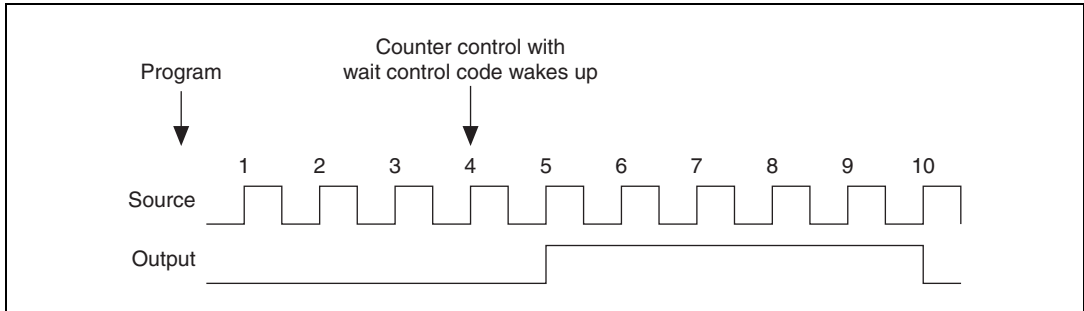 Counter control with
wait control code wakes up
Program
1 2 3 4 5 6 7 8 9 10
Source
Output